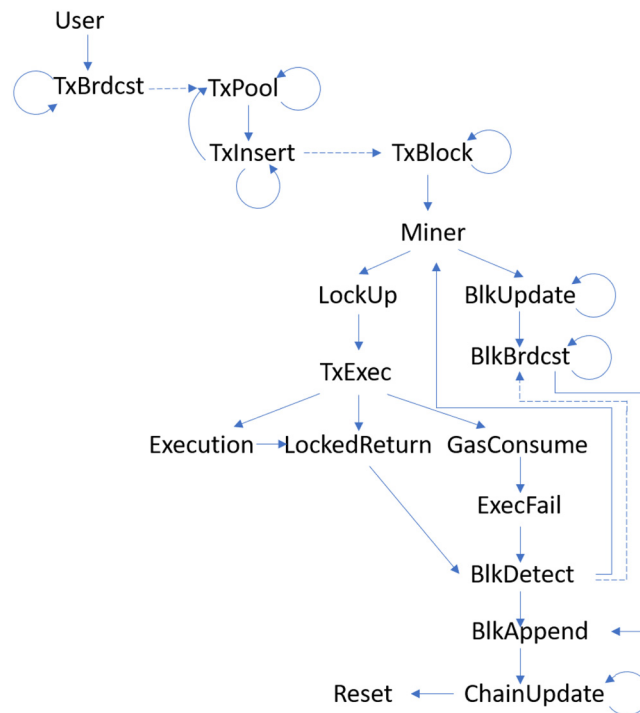 User
TxBrdcst
TxPool
TxInsert
TxBlock
Miner
LockUp
BlkUpdate
BlkBrdcst
TxExec
Execution
LockedReturn
GasConsume
ExecFail
BlkDetect
BlkAppend
Reset
ChainUpdate